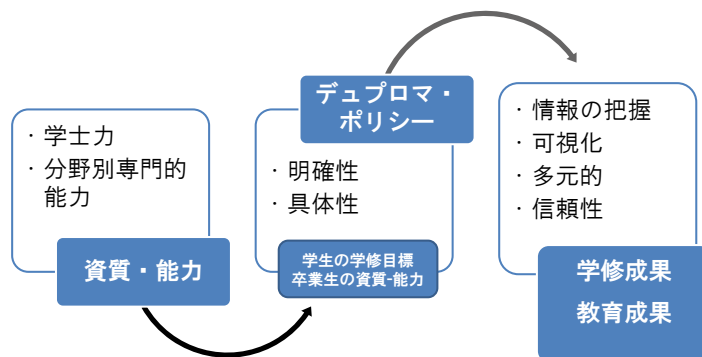 ・学士力
・分野別専門的
能力
資質・能力
デュプロマ・
ポリシー
・明確性
・具体性
学生の学修目標
卒業生の資質-能力
・情報の把握
・可視化
・多元的
・信頼性
学修成果
教育成果